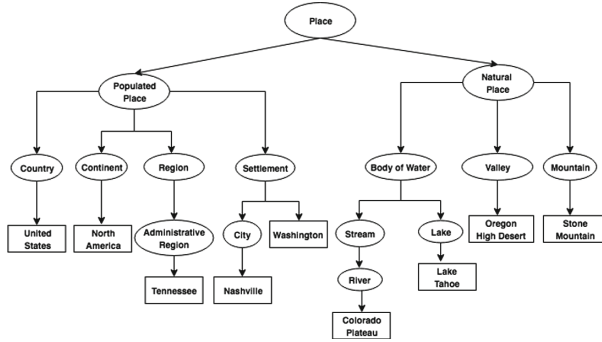 Place
Populated
Place
Natural
Place
Country
Continent
Region
Settlement
Body of Water
Valley
Mountain
United
States
North
America
Administrative
Region
City
Washington
Stream
Lake
Oregon
High Desert
Stone
Mountain
Tennessee
Nashville
River
Lake
Tahoe
Colorado
Plateau